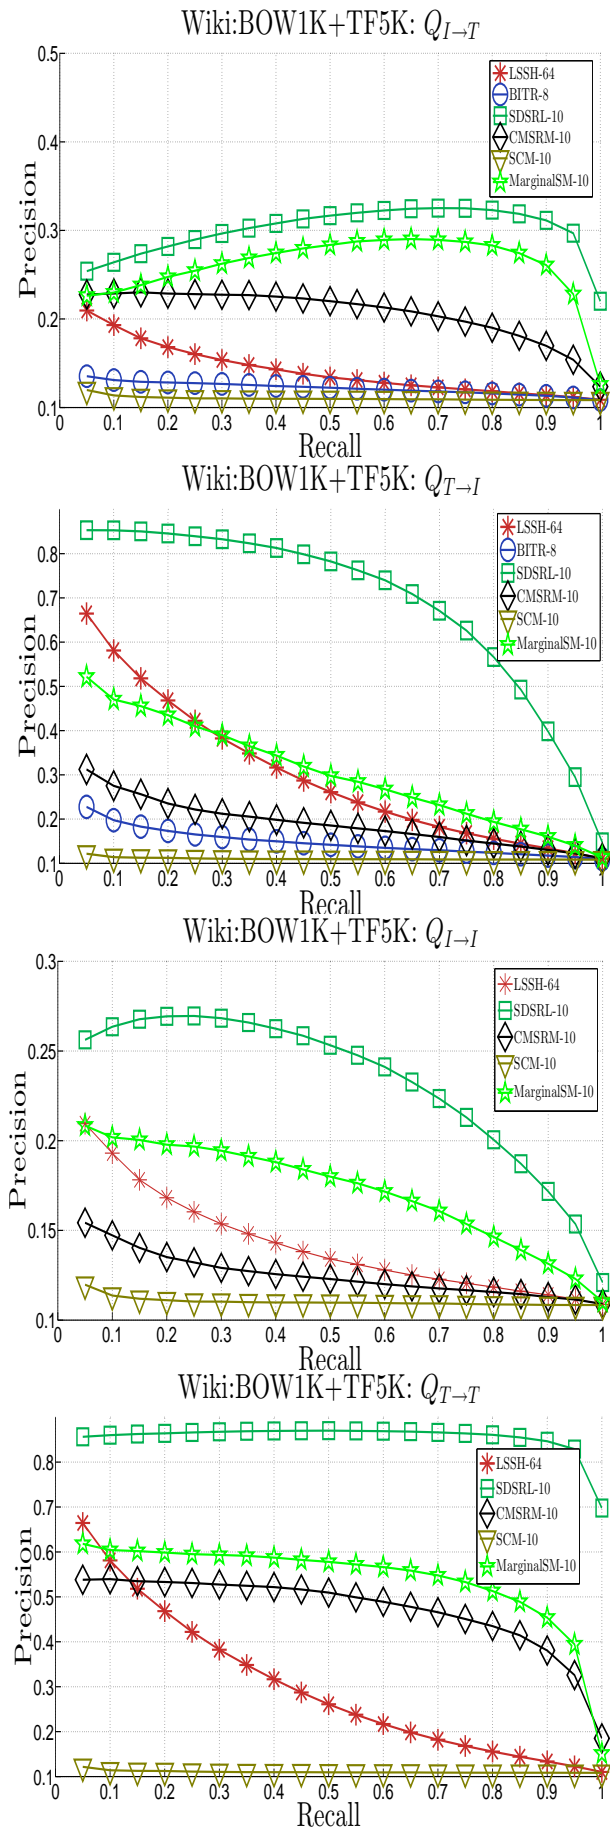 Wiki:BOW1K+TF5K: Q_{I→T}
0.5
0.4
0.3
0.2
0.1
Precision
LSSH-64
BITR-8
SDSRL-10
CMSRM-10
SCM-10
MarginalSM-10
0 0.1 0.2 0.3 0.4 0.5 0.6 0.7 0.8 0.9 1
Recall
Wiki:BOW1K+TF5K: Q_{T→I}
0.8
0.7
0.6
0.5
0.4
0.3
0.2
0.1
Precision
LSSH-64
BITR-8
SDSRL-10
CMSRM-10
SCM-10
MarginalSM-10
0 0.1 0.2 0.3 0.4 0.5 0.6 0.7 0.8 0.9 1
Recall
Wiki:BOW1K+TF5K: Q_{I→I}
0.3
0.25
0.2
0.15
0.1
Precision
LSSH-64
SDSRL-10
CMSRM-10
SCM-10
MarginalSM-10
0 0.1 0.2 0.3 0.4 0.5 0.6 0.7 0.8 0.9 1
Recall
Wiki:BOW1K+TF5K: Q_{T→T}
0.8
0.7
0.6
0.5
0.4
0.3
0.2
0.1
Precision
LSSH-64
SDSRL-10
CMSRM-10
SCM-10
MarginalSM-10
0 0.1 0.2 0.3 0.4 0.5 0.6 0.7 0.8 0.9 1
Recall